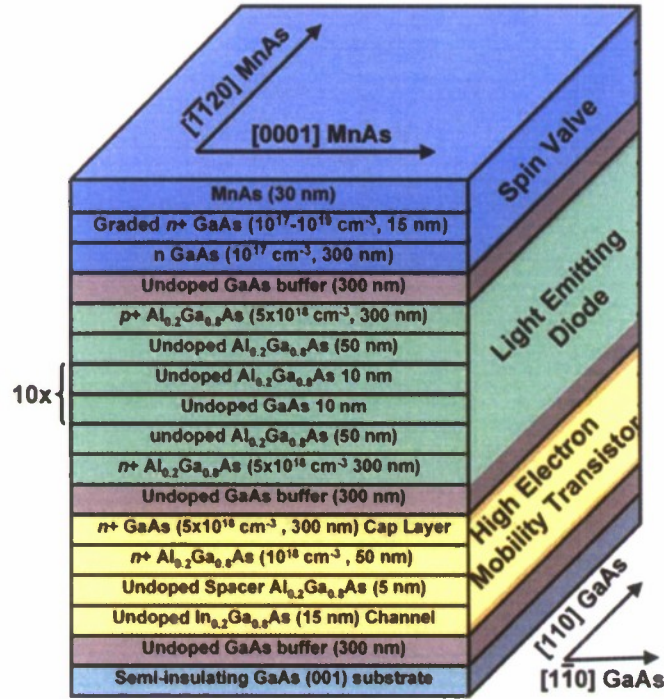 [1̅1̅20] MnAs
[0001] MnAs
MnAs (30 nm)
Graded n+ GaAs (10¹⁷-10¹⁹ cm⁻³, 15 nm)
n GaAs (10¹⁷ cm⁻³, 300 nm)
Undoped GaAs buffer (300 nm)
p+ Al₀.₂Ga₀.₈As (5x10¹⁸ cm⁻³, 300 nm)
Undoped Al₀.₂Ga₀.₈As (50 nm)
Undoped Al₀.₂Ga₀.₈As 10 nm
10x
Undoped GaAs 10 nm
undoped Al₀.₂Ga₀.₈As (50 nm)
n+ Al₀.₂Ga₀.₈As (5x10¹⁸ cm⁻³ 300 nm)
Undoped GaAs buffer (300 nm)
n+ GaAs (5x10¹⁸ cm⁻³ , 300 nm) Cap Layer
n+ Al₀.₂Ga₀.₈As (10¹⁸ cm⁻³ , 50 nm)
Undoped Spacer Al₀.₂Ga₀.₈As (5 nm)
Undoped In₀.₂Ga₀.₈As (15 nm) Channel
Undoped GaAs buffer (300 nm)
Semi-insulating GaAs (001) substrate
Spin Valve
Light Emitting
Diode
High Electron
Mobility Transistor
[110] GaAs
[11̅0] GaAs